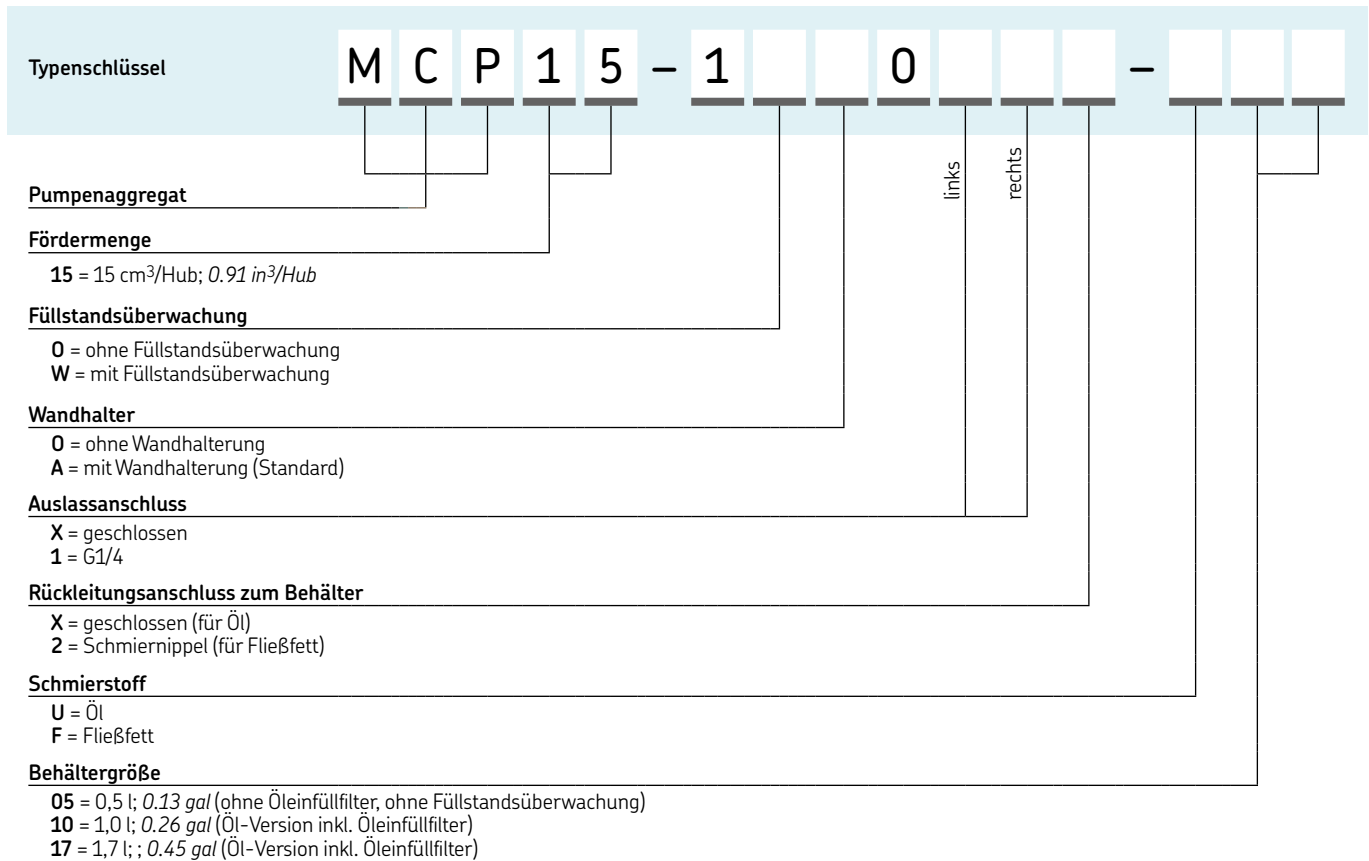 Typenschlüssel M C P 1 5 – 1 0 –
links rechts
Pumpenaggregat
Fördermenge
15 = 15 cm³/Hub; 0.91 in³/Hub
Füllstandsüberwachung
0 = ohne Füllstandsüberwachung
W = mit Füllstandsüberwachung
Wandhalter
0 = ohne Wandhalterung
A = mit Wandhalterung (Standard)
Auslassanschluss
X = geschlossen
1 = G1/4
Rückleitungsanschluss zum Behälter
X = geschlossen (für Öl)
2 = Schmiernippel (für Fließfett)
Schmierstoff
U = Öl
F = Fließfett
Behältergröße
05 = 0,5 l; 0.13 gal (ohne Öleinfüllfilter, ohne Füllstandsüberwachung)
10 = 1,0 l; 0.26 gal (Öl-Version inkl. Öleinfüllfilter)
17 = 1,7 l; ; 0.45 gal (Öl-Version inkl. Öleinfüllfilter)